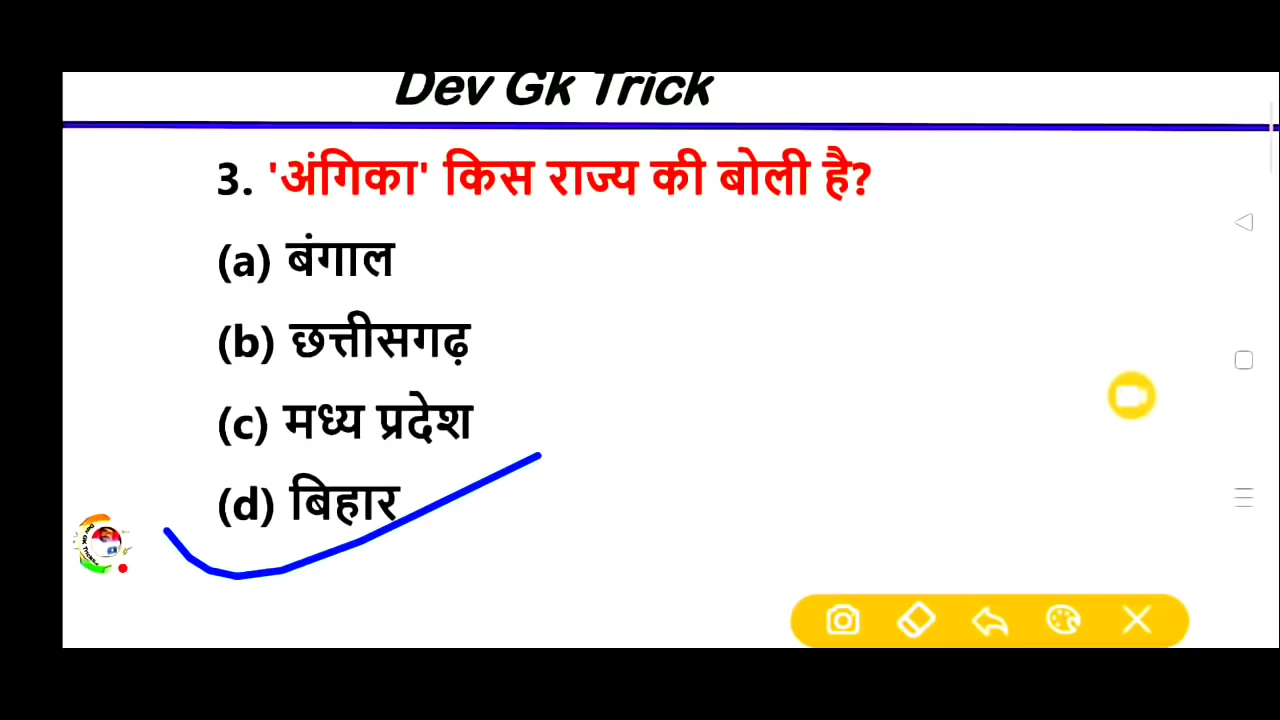 Dev Gk Trick
3. 'अंगिका' किस राज्य की बोली है?
(a) बंगाल
(b) छत्तीसगढ़
(c) मध्य प्रदेश
(d) बिहार